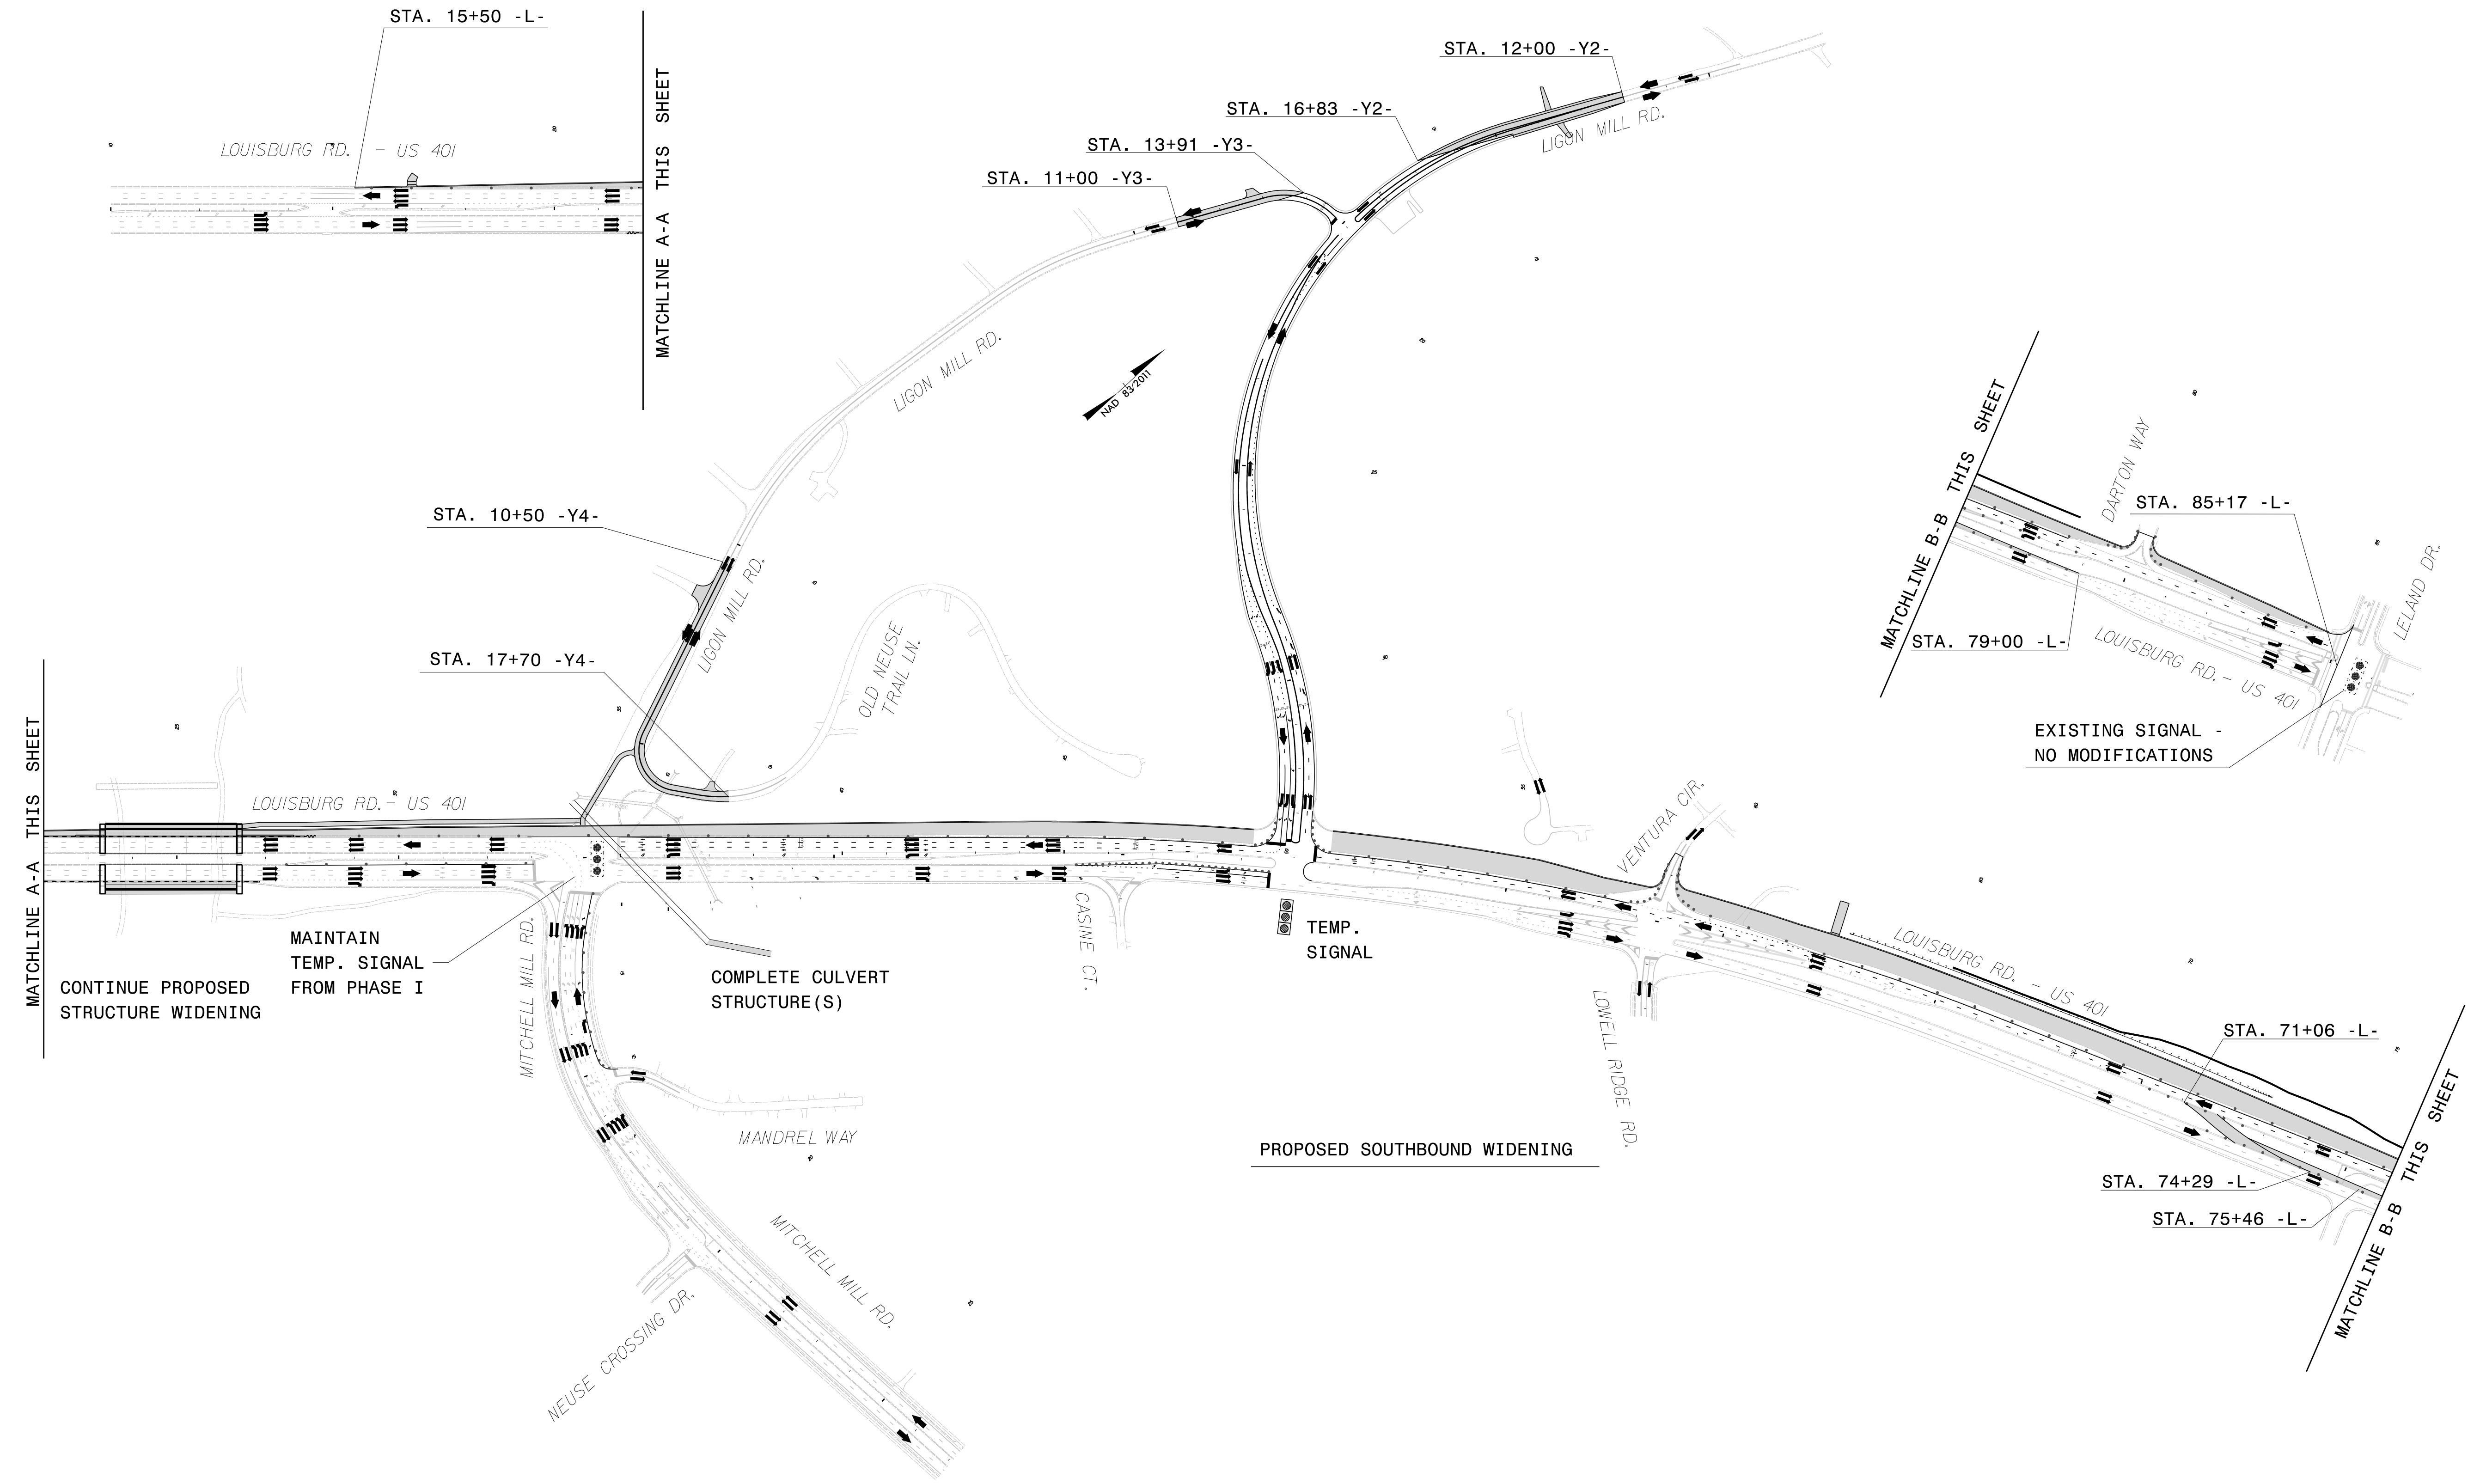 STA. 15+50 -L-
LOUISBURG RD. - US 401
MATCHLINE A-A THIS SHEET
STA. 12+00 -Y2-
STA. 16+83 -Y2-
STA. 13+91 -Y3-
STA. 11+00 -Y3-
LIGON MILL RD.
LIGON MILL RD.
NAD 83/2011
STA. 10+50 -Y4-
LIGON MILL RD.
STA. 17+70 -Y4-
OLD NEUSE
TRAIL LN.
MATCHLINE B-B THIS SHEET
DARTON WAY
STA. 85+17 -L-
LELAND DR.
STA. 79+00 -L-
LOUISBURG RD. - US 401
EXISTING SIGNAL -
NO MODIFICATIONS
MATCHLINE A-A THIS SHEET
LOUISBURG RD. - US 401
VENTURA CIR.
MAINTAIN
TEMP. SIGNAL
FROM PHASE I
CONTINUE PROPOSED
STRUCTURE WIDENING
MITCHELL MILL RD.
COMPLETE CULVERT
STRUCTURE(S)
CASINE CT.
TEMP.
SIGNAL
LOWELL RIDGE RD.
LOUISBURG RD. - US 401
STA. 71+06 -L-
MANDREL WAY
PROPOSED SOUTHBOUND WIDENING
STA. 74+29 -L-
STA. 75+46 -L-
MATCHLINE B-B THIS SHEET
MITCHELL MILL RD.
NEUSE CROSSING DR.